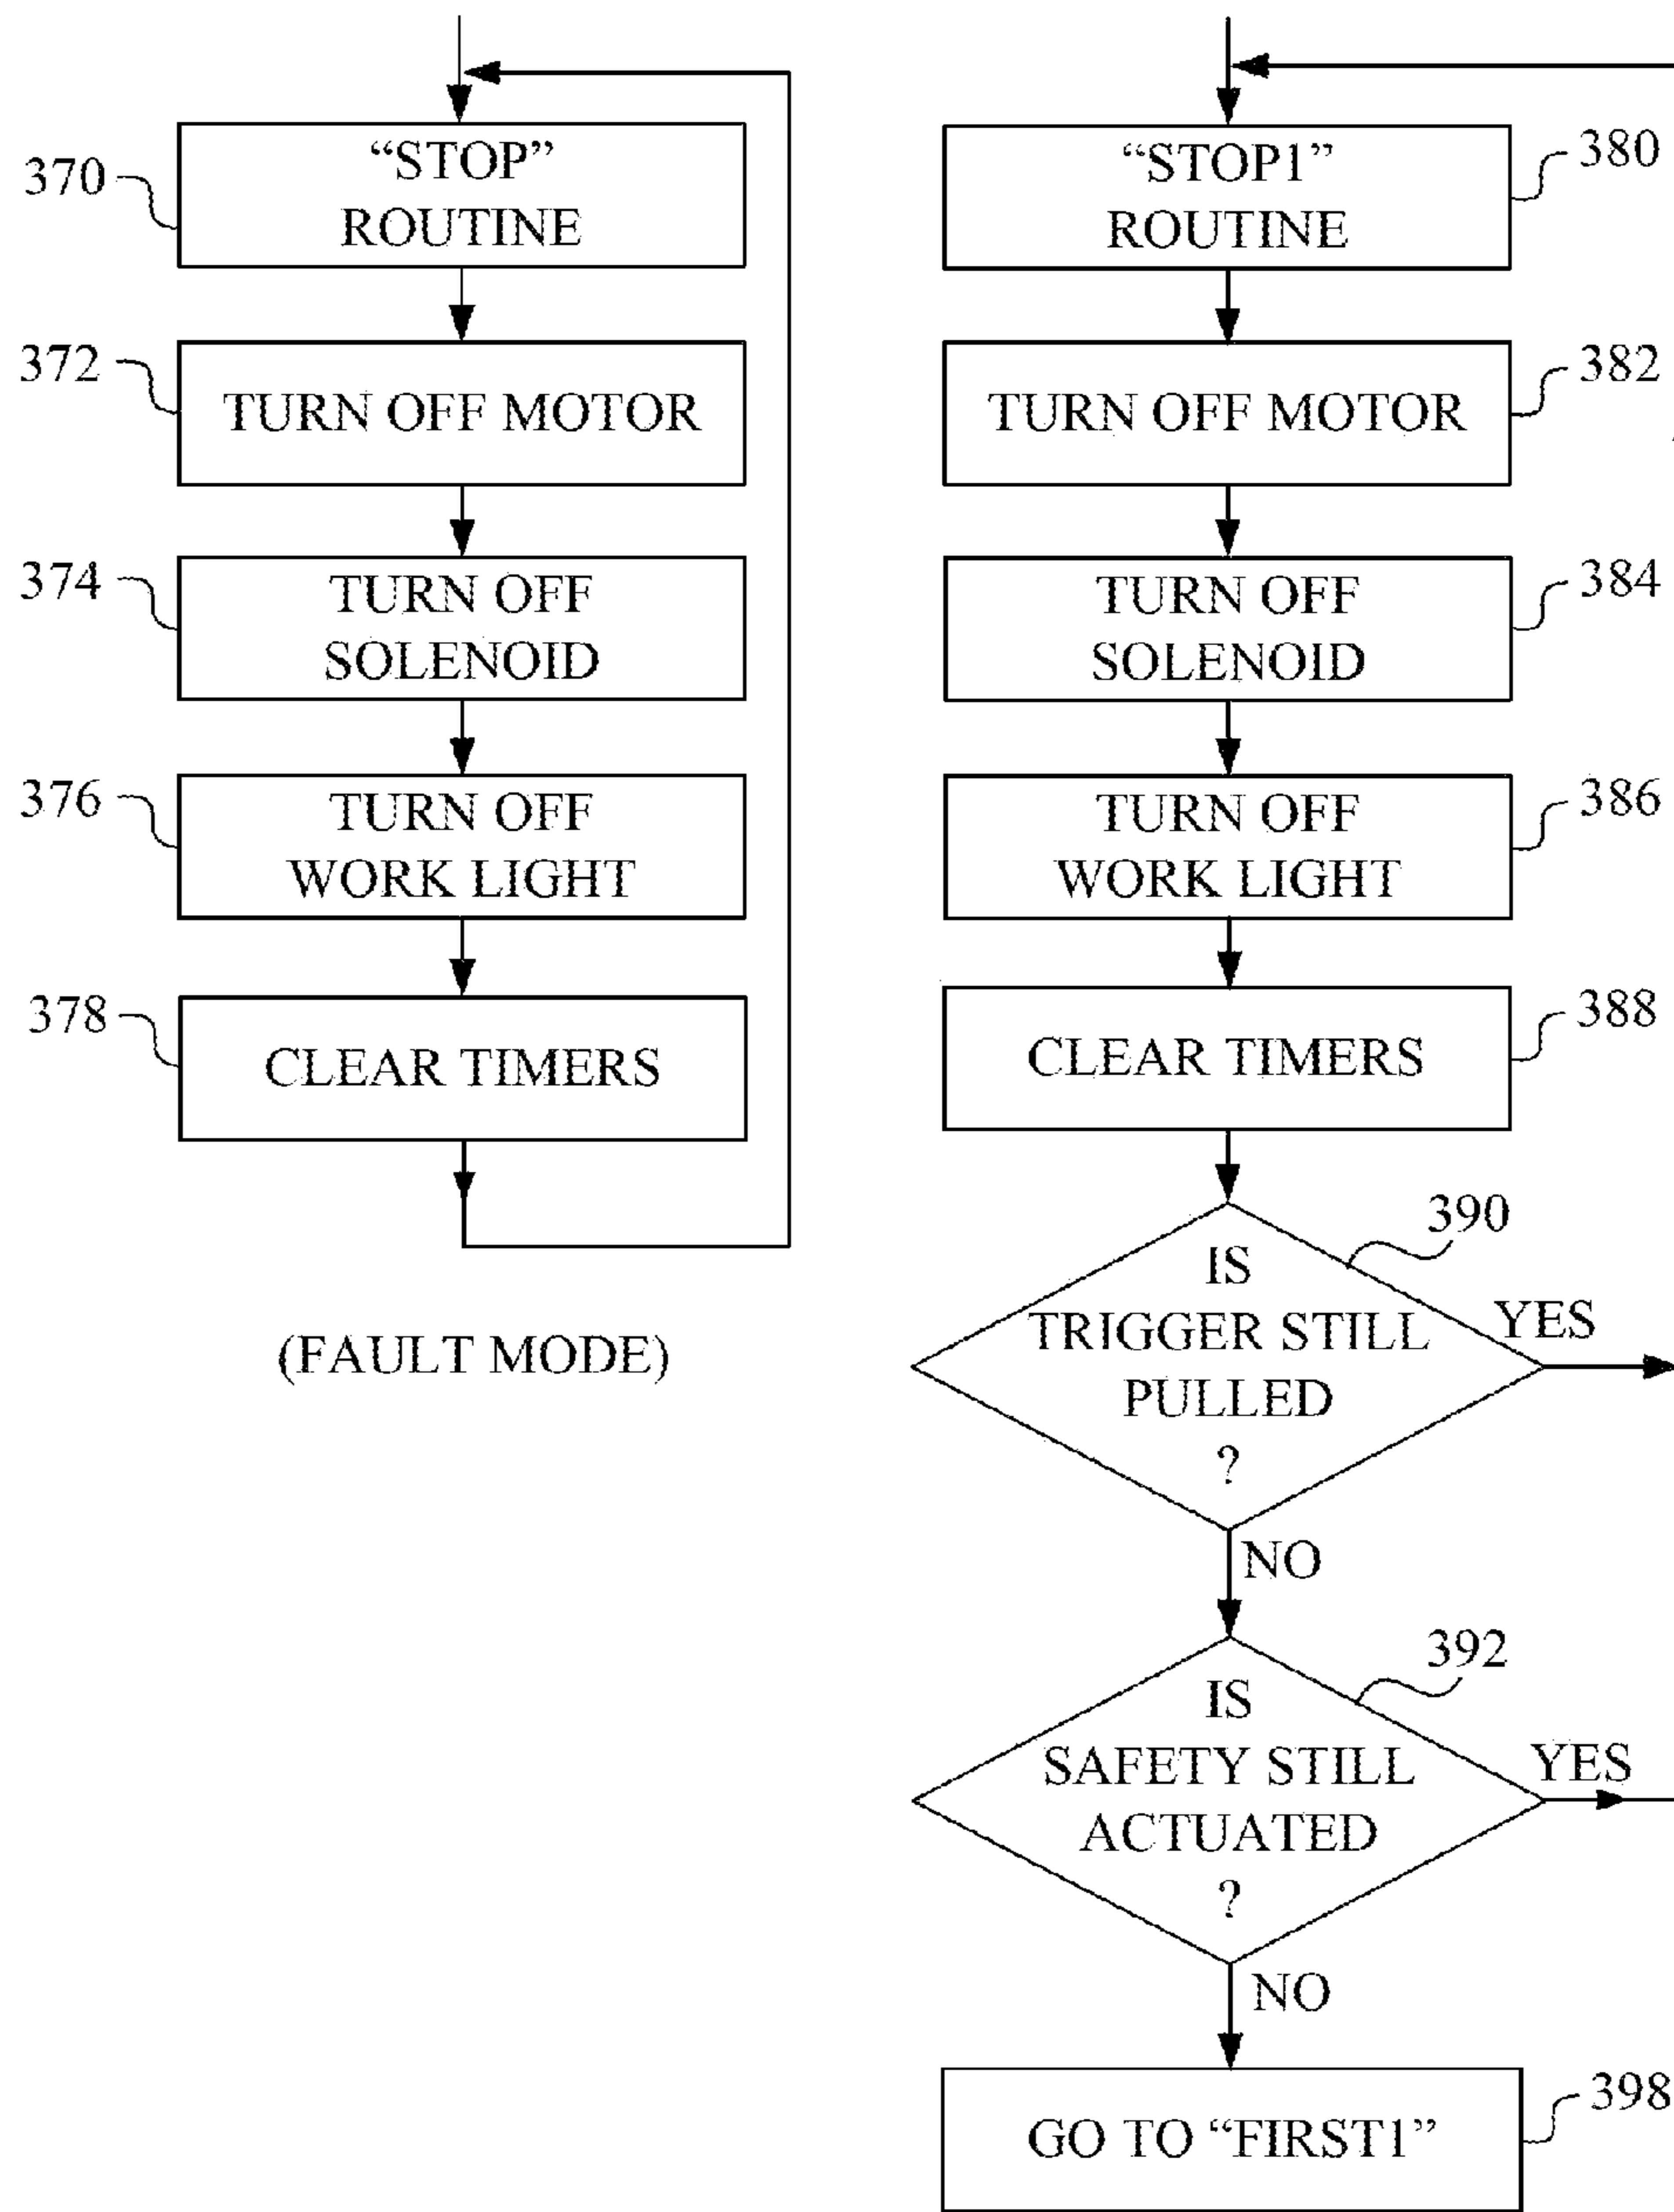 370
“STOP”
ROUTINE
372
TURN OFF MOTOR
374
TURN OFF
SOLENOID
376
TURN OFF
WORK LIGHT
378
CLEAR TIMERS
(FAULT MODE)
“STOP1”
ROUTINE
380
TURN OFF MOTOR
382
TURN OFF
SOLENOID
384
TURN OFF
WORK LIGHT
386
CLEAR TIMERS
388
390
IS
TRIGGER STILL
PULLED
?
YES
NO
392
IS
SAFETY STILL
ACTUATED
?
YES
NO
GO TO “FIRST1”
398